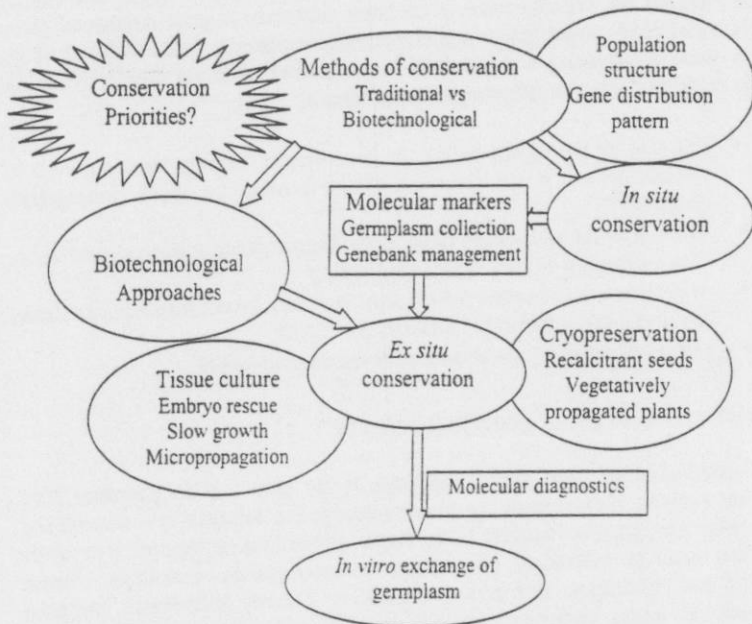 Conservation
Priorities?
Methods of conservation
Traditional vs
Biotechnological
Population
structure
Gene distribution
pattern
Molecular markers
Germplasm collection
Genebank management
In situ
conservation
Biotechnological
Approaches
Ex situ
conservation
Cryopreservation
Recalcitrant seeds
Vegetatively
propagated plants
Tissue culture
Embryo rescue
Slow growth
Micropropagation
Molecular diagnostics
In vitro exchange of
germplasm